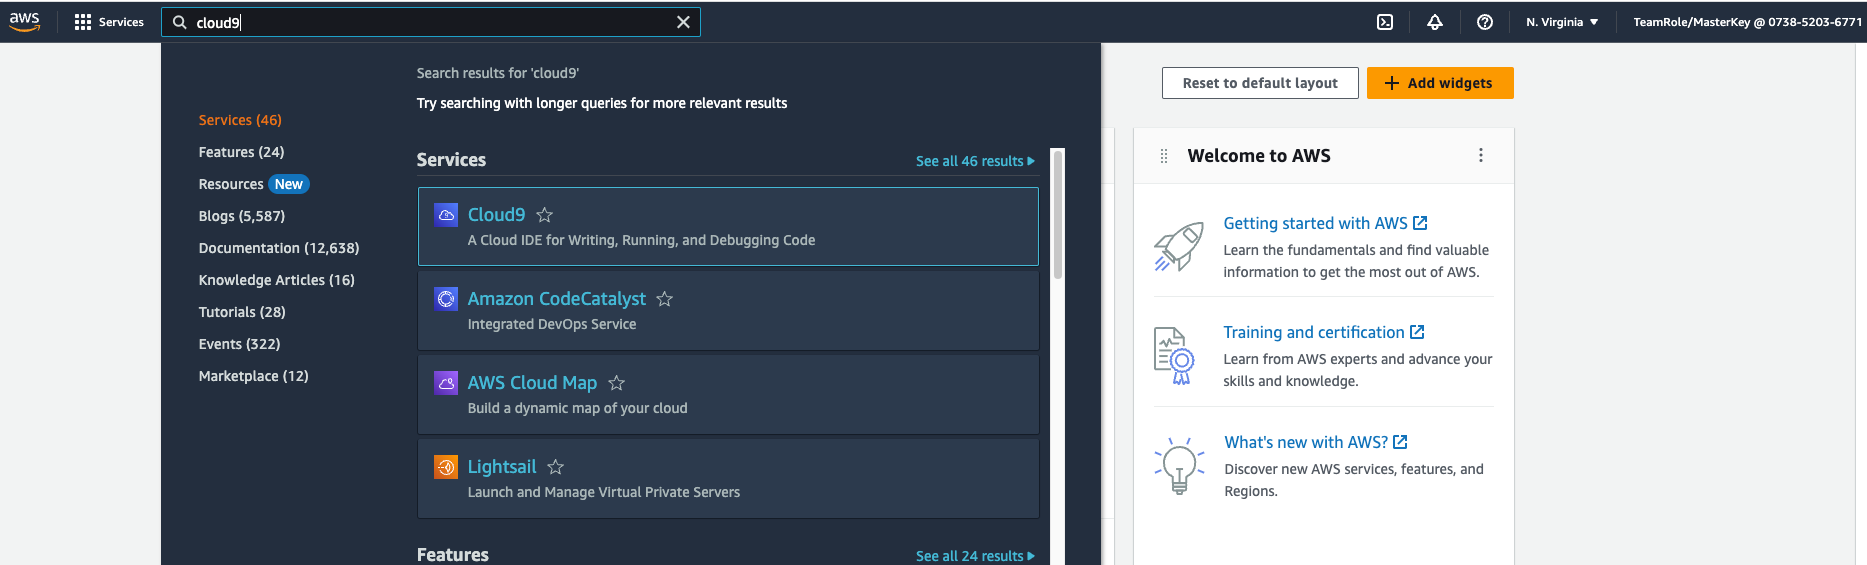 aws
Services
cloud9
N. Virginia
TeamRole/MasterKey @ 0738-5203-6771
Search results for 'cloud9'
Try searching with longer queries for more relevant results
Services (46)
Features (24)
Resources New
Blogs (5,587)
Documentation (12,638)
Knowledge Articles (16)
Tutorials (28)
Events (322)
Marketplace (12)
Services
See all 46 results
Cloud9
A Cloud IDE for Writing, Running, and Debugging Code
Amazon CodeCatalyst
Integrated DevOps Service
AWS Cloud Map
Build a dynamic map of your cloud
Lightsail
Launch and Manage Virtual Private Servers
Features
See all 24 results
Reset to default layout
Add widgets
Welcome to AWS
Getting started with AWS
Learn the fundamentals and find valuable
information to get the most out of AWS.
Training and certification
Learn from AWS experts and advance your
skills and knowledge.
What's new with AWS?
Discover new AWS services, features, and
Regions.